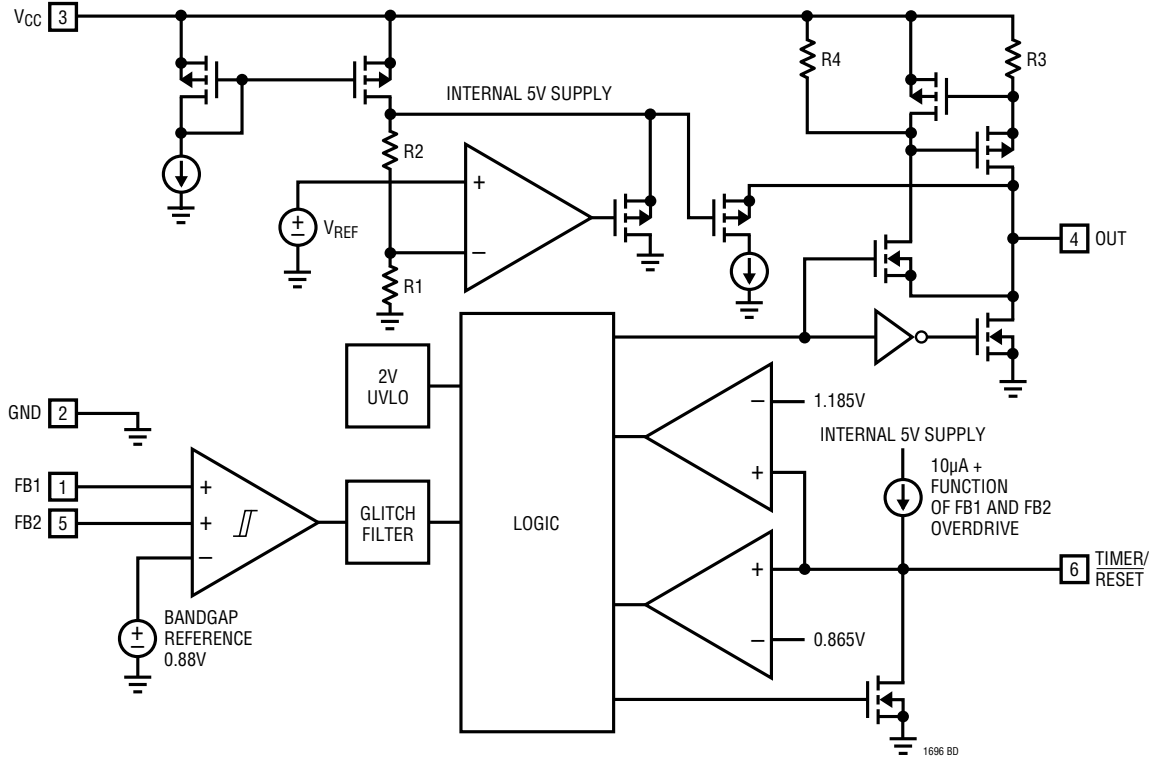 VCC 3
R4
R3
INTERNAL 5V SUPPLY
R2
+
VREF
+
−
−
R1
4 OUT
2V
UVLO
−
1.185V
GND 2
INTERNAL 5V SUPPLY
+
10µA +
FUNCTION
OF FB1 AND FB2
OVERDRIVE
FB1 1
+
FB2 5
+
GLITCH
FILTER
LOGIC
−
+
6 TIMER/
RESET
BANDGAP
REFERENCE
0.88V
+
−
−
0.865V
1696 BD